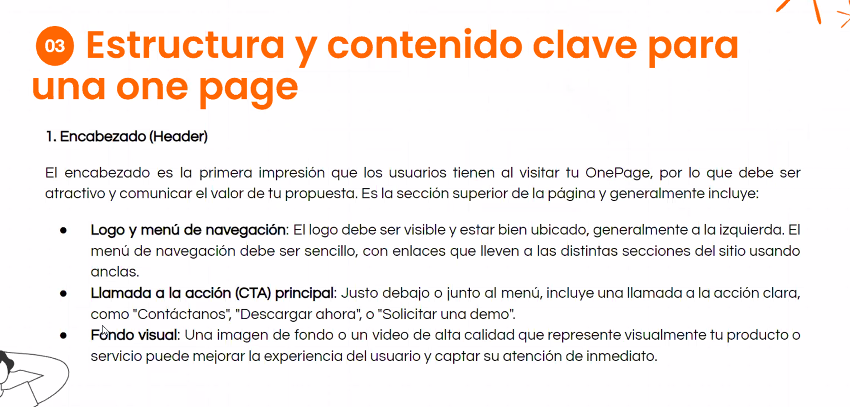 03 Estructura y contenido clave para
una one page
1. Encabezado (Header)
El encabezado es la primera impresión que los usuarios tienen al visitar tu OnePage, por lo que debe ser
atractivo y comunicar el valor de tu propuesta. Es la sección superior de la página y generalmente incluye:
● Logo y menú de navegación: El logo debe ser visible y estar bien ubicado, generalmente a la izquierda. El
menú de navegación debe ser sencillo, con enlaces que lleven a las distintas secciones del sitio usando
anclas.
● Llamada a la acción (CTA) principal: Justo debajo o junto al menú, incluye una llamada a la acción clara,
como "Contáctanos", "Descargar ahora", o "Solicitar una demo".
● Fondo visual: Una imagen de fondo o un video de alta calidad que represente visualmente tu producto o
servicio puede mejorar la experiencia del usuario y captar su atención de inmediato.